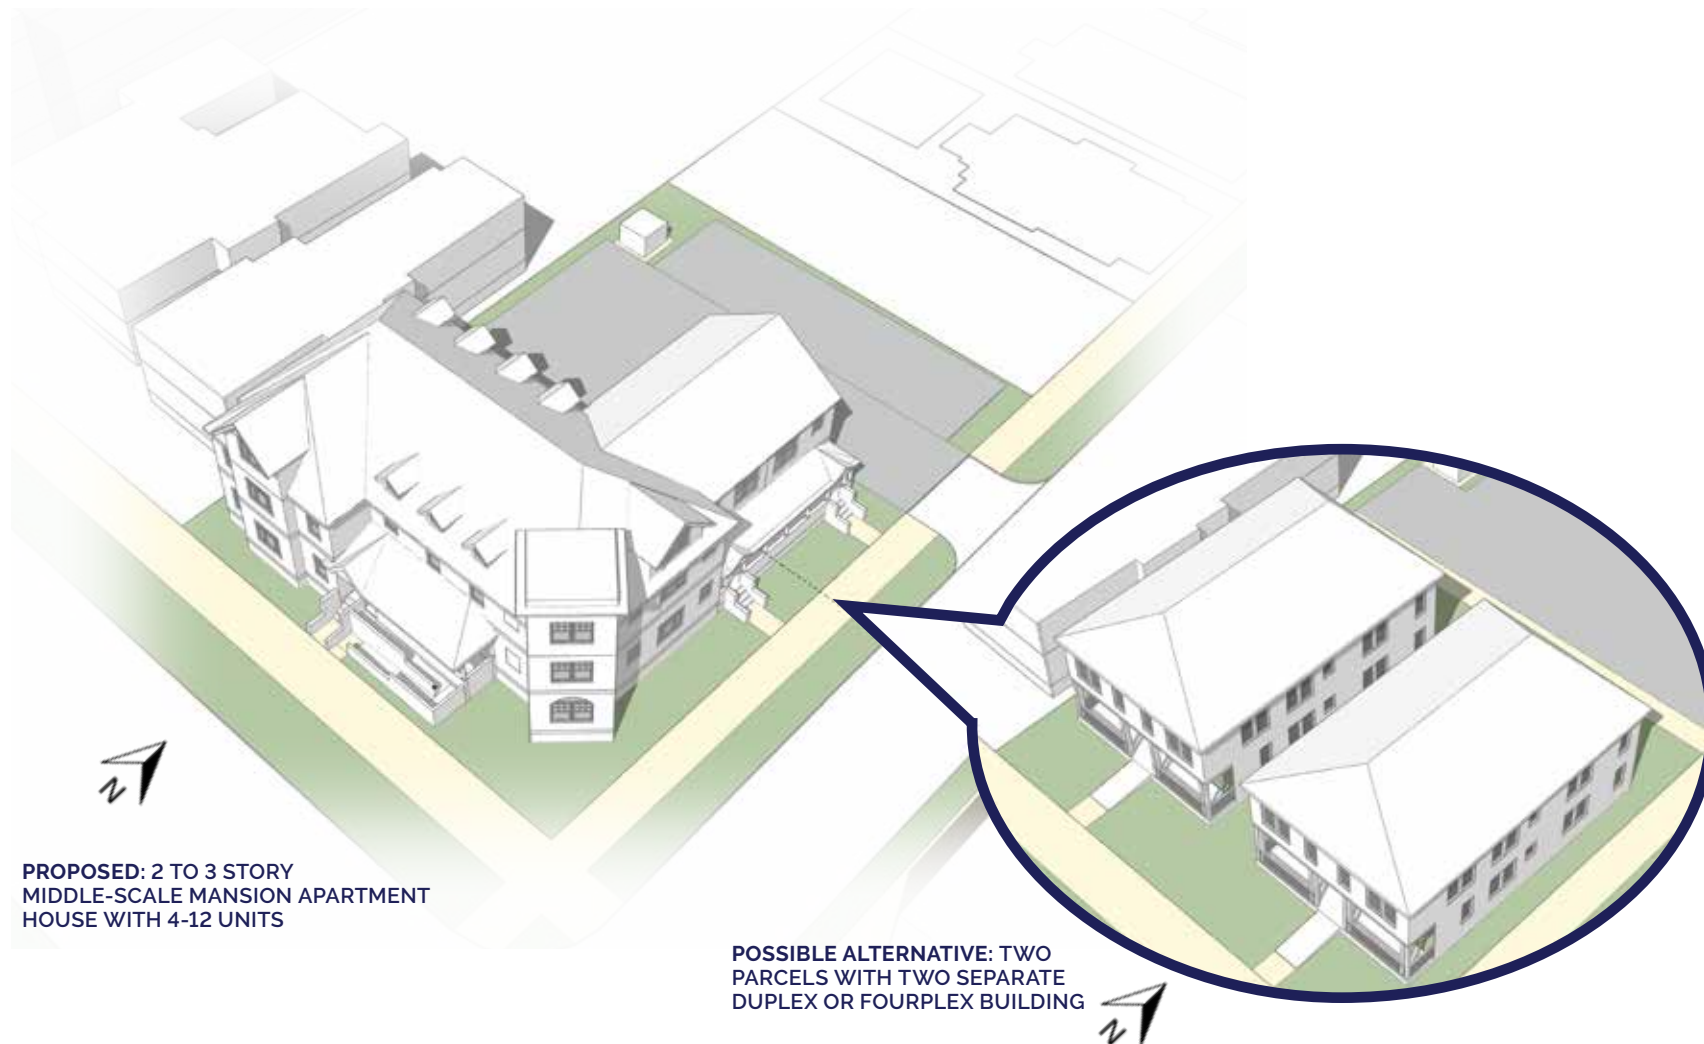 N
PROPOSED: 2 TO 3 STORY
MIDDLE-SCALE MANSION APARTMENT
HOUSE WITH 4-12 UNITS
POSSIBLE ALTERNATIVE: TWO
PARCELS WITH TWO SEPARATE
DUPLEX OR FOURPLEX BUILDING
N